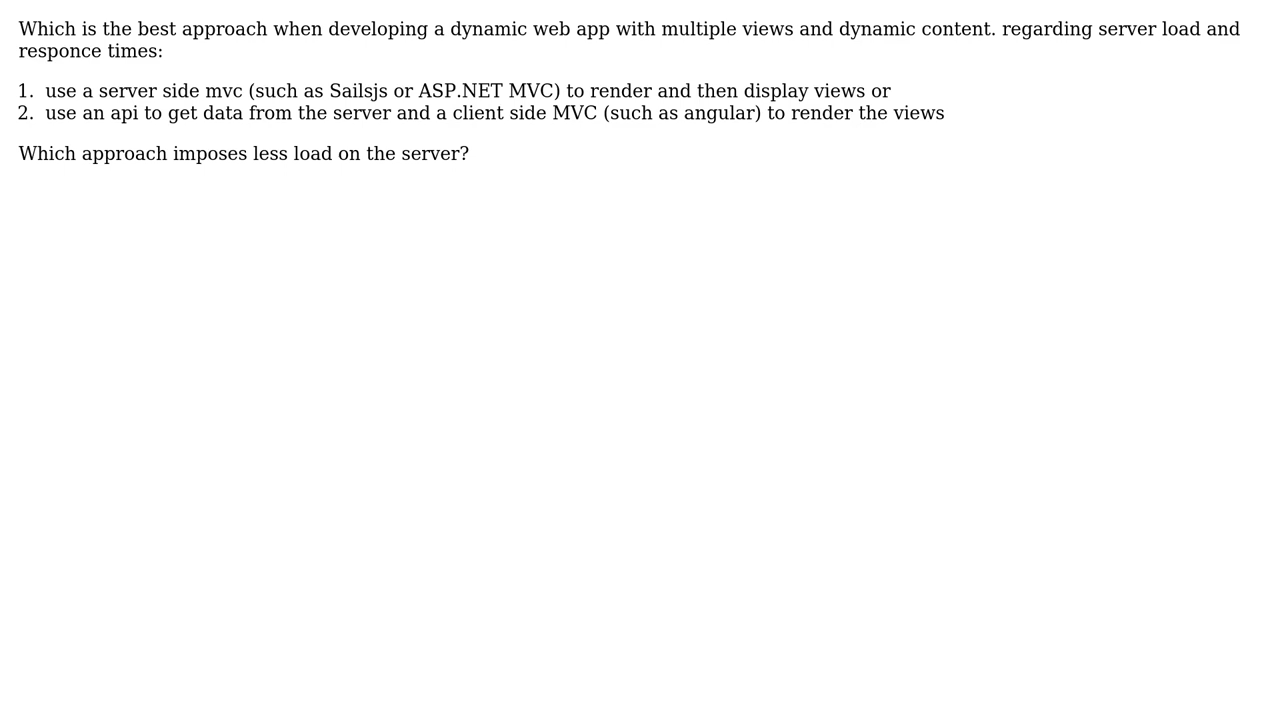 Which is the best approach when developing a dynamic web app with multiple views and dynamic content. regarding server load and
responce times:
1. use a server side mvc (such as Sailsjs or ASP.NET MVC) to render and then display views or
2. use an api to get data from the server and a client side MVC (such as angular) to render the views
Which approach imposes less load on the server?